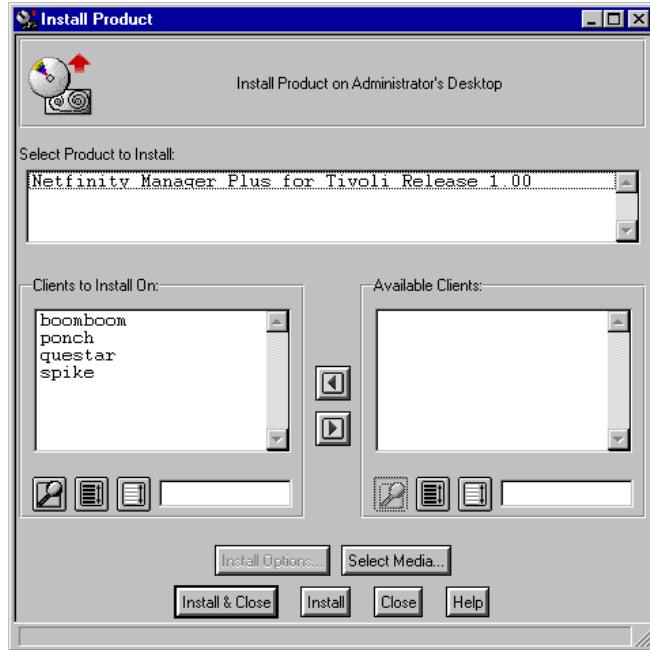 Install Product
Install Product on Administrator's Desktop
Select Product to Install:
Netfinity Manager Plus for Tivoli Release 1.00
Clients to Install On:
Available Clients:
boomboom
ponch
questar
spike
Install Options...
Select Media...
Install & Close
Install
Close
Help